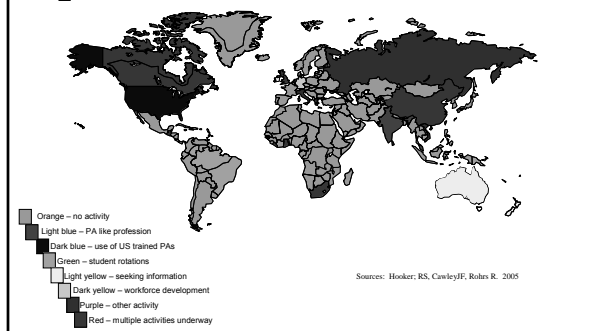 Orange – no activity
Light blue – PA like profession
Dark blue – use of US trained PAs
Green – student rotations
Light yellow – seeking information
Dark yellow – workforce development
Purple – other activity
Red – multiple activities underway
Sources: Hooker; RS, CawleyJF, Rohrs R. 2005